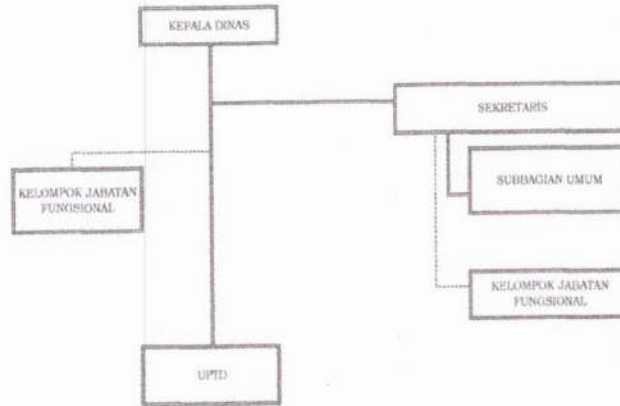 KEPALA DINAS
SEKRETARIS
SUBBAGIAN UMUM
KELOMPOK JABATAN
FUNGSIONAL
KELOMPOK JABATAN
FUNGSIONAL
UPTD